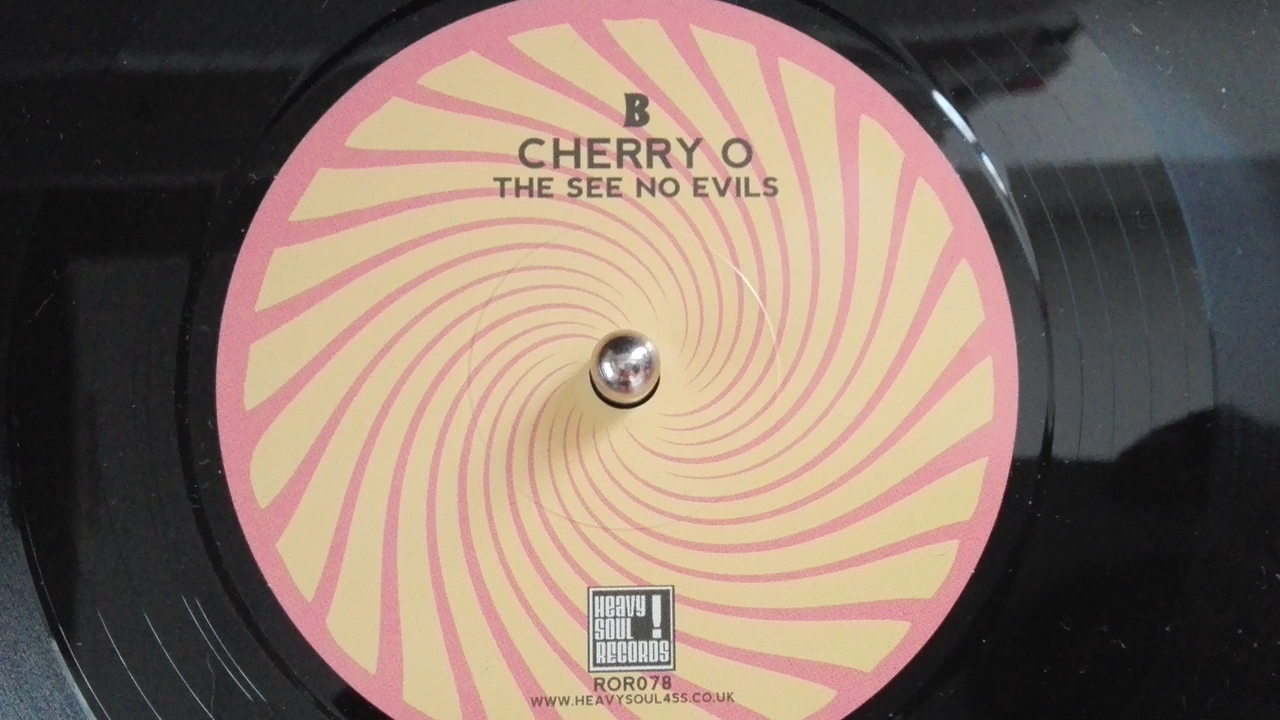 B
CHERRY O
THE SEE NO EVILS
HEAVY
SOUL !
RECORDS
ROR078
WWW.HEAVYSOUL45S.CO.UK